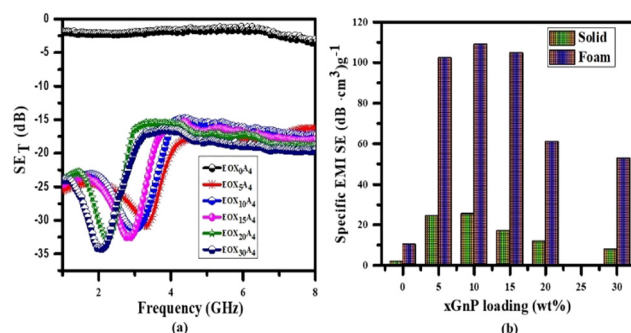 0
-5
-10
-15
-20
-25
-30
-35
SE_T (dB)
EOX₀A₄
EOX₅A₄
EOX₁₀A₄
EOX₁₅A₄
EOX₂₀A₄
EOX₃₀A₄
2 4 6 8
Frequency (GHz)
(a)
Solid
Foam
130
120
100
80
60
40
20
0
Specific EMI SE (dB ·cm³)g⁻¹
0 5 10 15 20 25 30
xGnP loading (wt%)
(b)